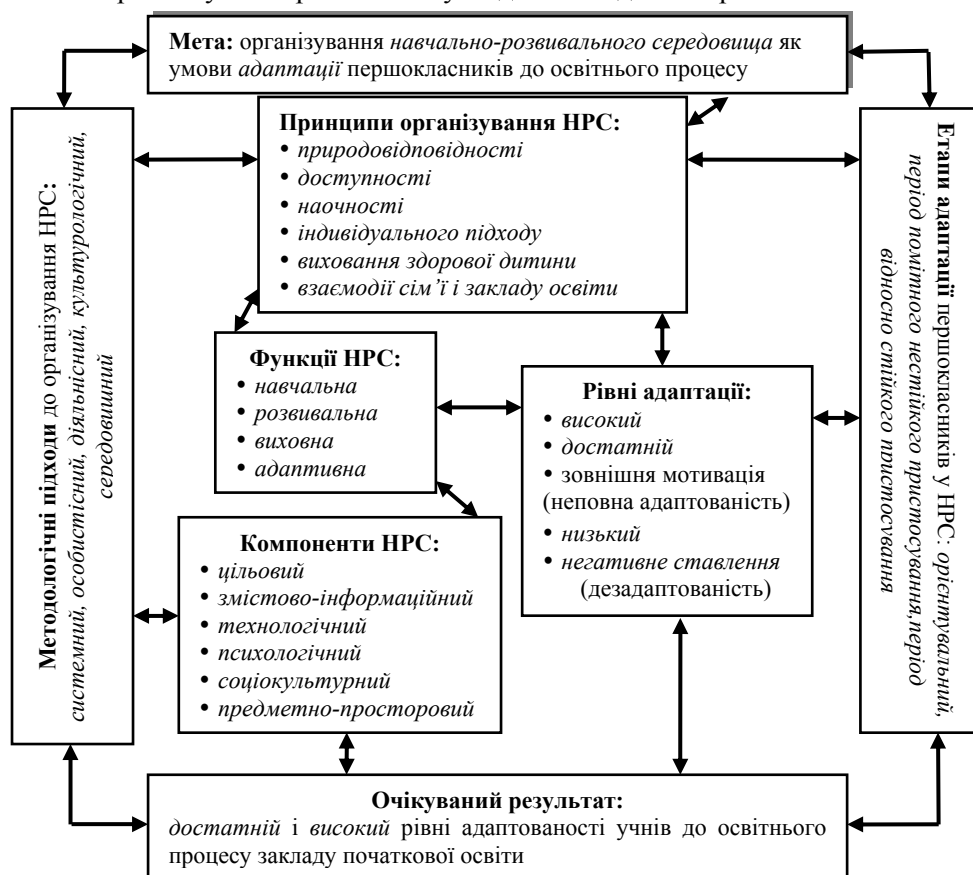 Мета: організування навчально-розвивального середовища як
умови адаптації першокласників до освітнього процесу
Методологічні підходи до організування НРС:
системний, особистісний, діяльнісний, культурологічний,
середовишний
Принципи організування НРС:
• природовідповідності
• доступності
• наочності
• індивідуального підходу
• виховання здорової дитини
• взаємодії сім’ї і закладу освіти
Функції НРС:
• навчальна
• розвивальна
• виховна
• адаптивна
Рівні адаптації:
• високий
• достатній
• зовнішня мотивація
(неповна адаптованість)
• низький
• негативне ставлення
(дезадаптованість)
Компоненти НРС:
• цільовий
• змістово-інформаційний
• технологічний
• психологічний
• соціокультурний
• предметно-просторовий
Етапи адаптації першокласників у НРС: орієнтувальний,
період помітного нестійкого пристосування,період
відносно стійкого пристосування
Очікуваний результат:
достатній і високий рівні адаптованості учнів до освітнього
процесу закладу початкової освіти